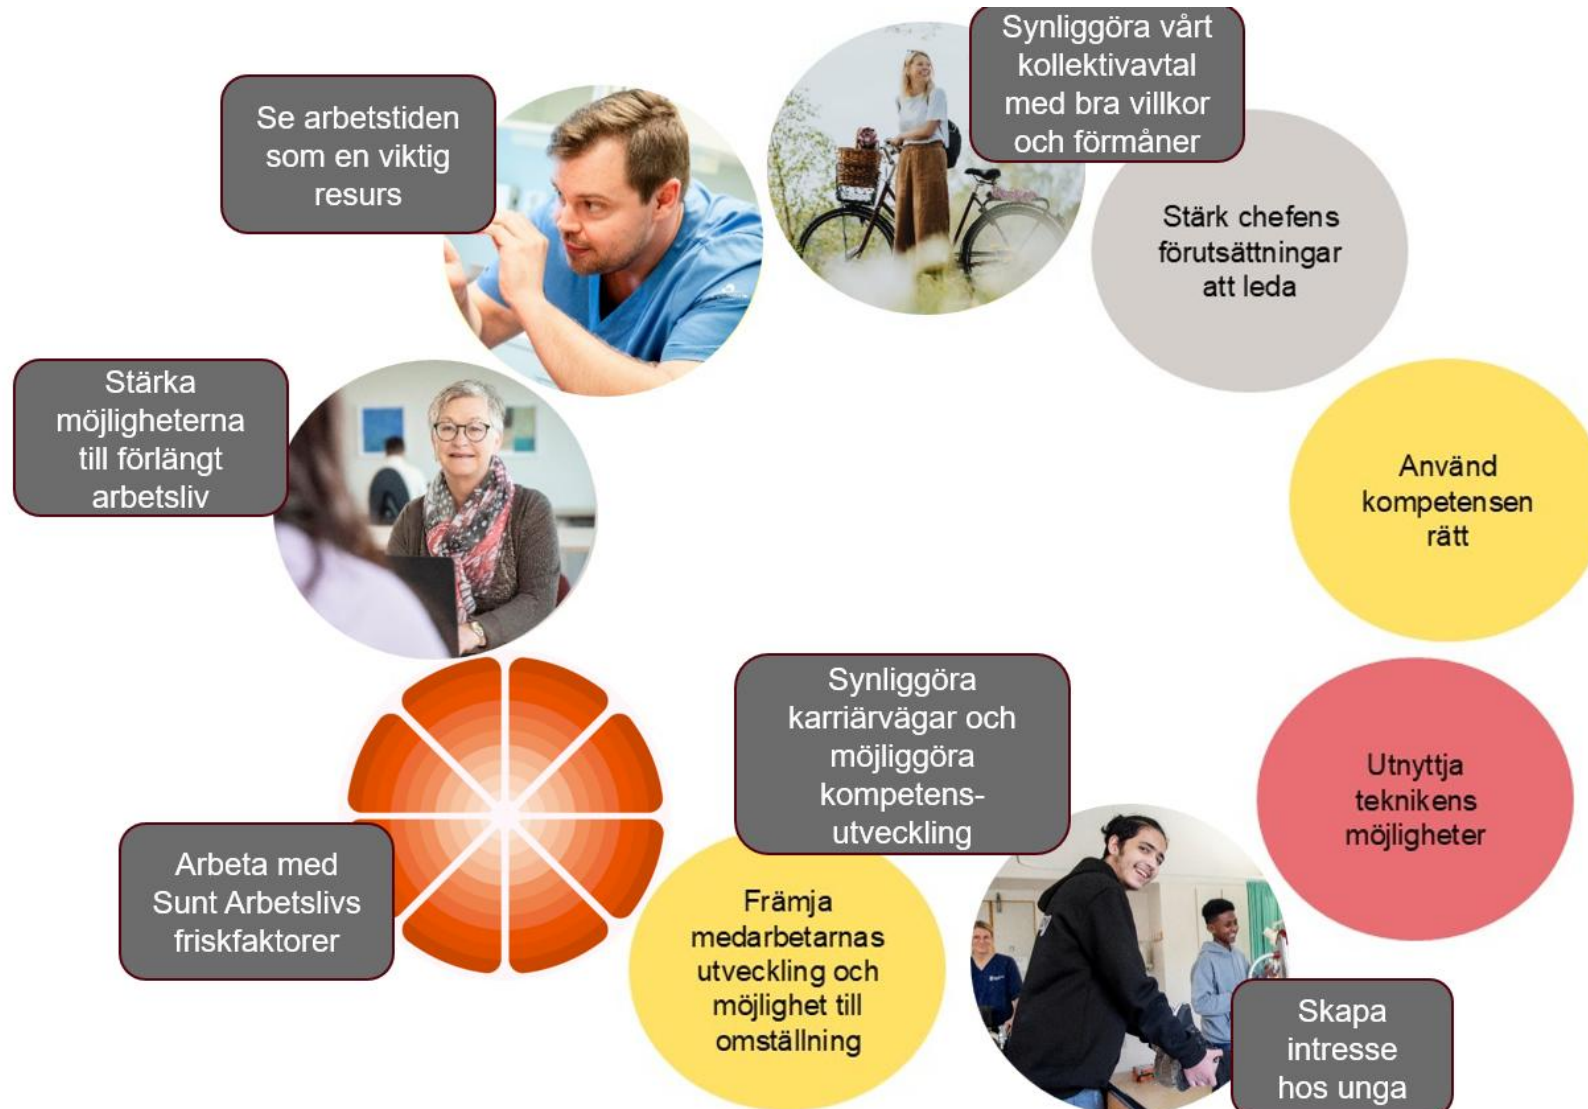 Synliggöra vårt
kollektivavtal
med bra villkor
och förmåner
Se arbetstiden
som en viktig
resurs
Stärk chefens
förutsättningar
att leda
Stärka
möjligheterna
till förlängt
arbetsliv
Använd
kompetensen
rätt
Synliggöra
karriärvägar och
möjliggöra
kompetens-
utveckling
Utnyttja
teknikens
möjligheter
Arbeta med
Sunt Arbetslivs
friskfaktorer
Främja
medarbetarnas
utveckling och
möjlighet till
omställning
Skapa
intresse
hos unga